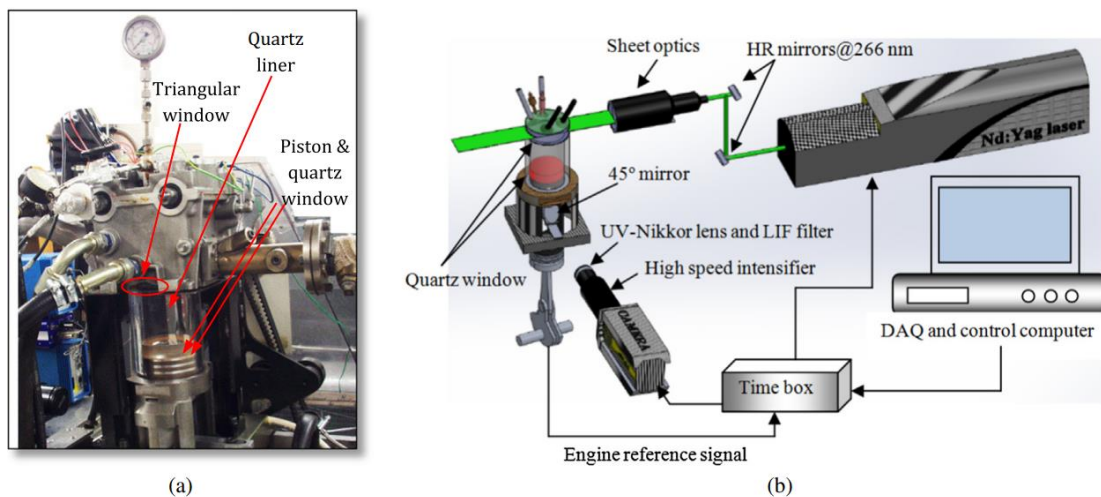 Quartz
liner
Triangular
window
Piston &
quartz
window
(a)
Sheet optics
HR mirrors@266 nm
Nd:Yag laser
45° mirror
UV-Nikkor lens and LIF filter
High speed intensifier
Quartz window
CAMERA
DAQ and control computer
Time box
Engine reference signal
(b)